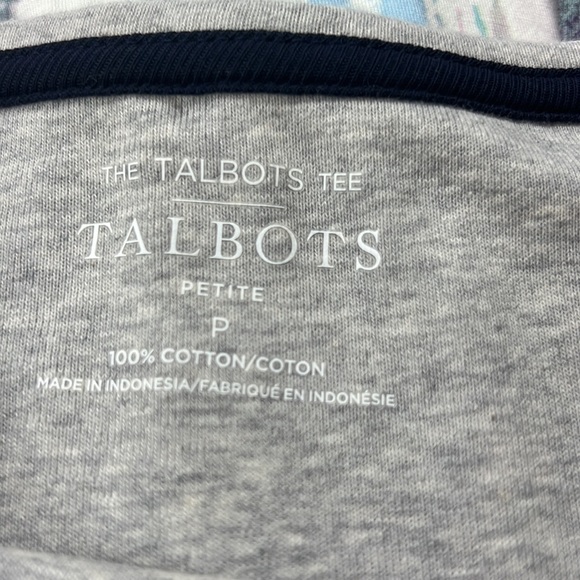 THE TALBOTS TEE
TALBOTS
PETITE
P
100% COTTON/COTON
MADE IN INDONESIA/FABRIQUÉ EN INDONÉSIE